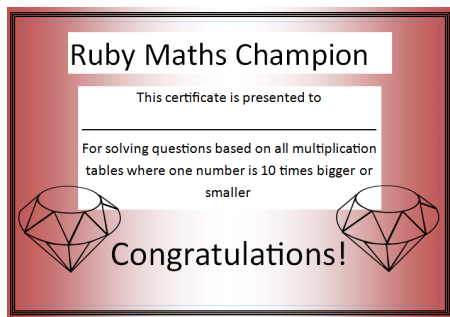 Ruby Maths Champion
This certificate is presented to
For solving questions based on all multiplication
tables where one number is 10 times bigger or
smaller
Congratulations!